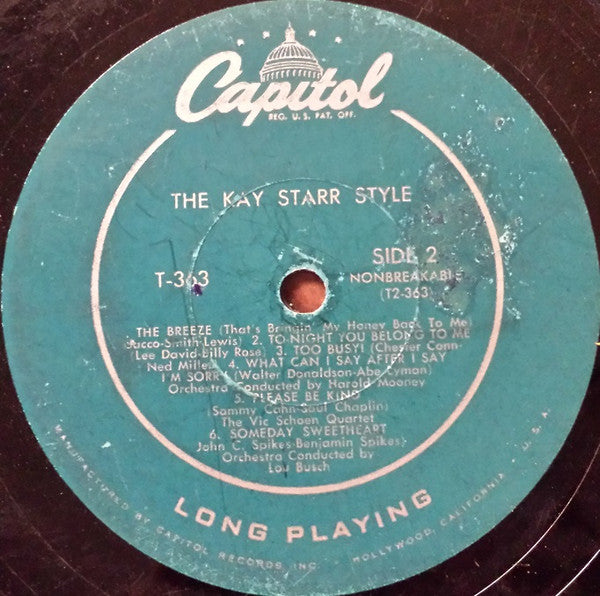 Capitol
REG. U.S. PAT. OFF.
THE KAY STARR STYLE
T-363
SIDE 2
NONBREAKABLE
(T2-363)
THE BREEZE (That's Bringin' My Honey Back To Me)
Sacco-Smith-Lewis) 2. TO NIGHT YOU BELONG TO ME
(Lee David-Billy Rose) 3. TOO BUSY! (Chester Conn-
Ned Miller) 4. WHAT CAN I SAY AFTER I SAY
I'M SORRY (Walter Donaldson-Abe Lyman)
Orchestra Conducted by Harold Mooney
5. PLEASE BE KIND
(Sammy Cahn-Saul Chaplin)
The Vic Schoen Quartet
6. SOMEDAY SWEETHEART
John C. Spikes-Benjamin Spikes)
Orchestra Conducted by
Lou Busch
LONG PLAYING
MANUFACTURED BY CAPITOL RECORDS, INC. · HOLLYWOOD, CALIFORNIA · U.S.A.